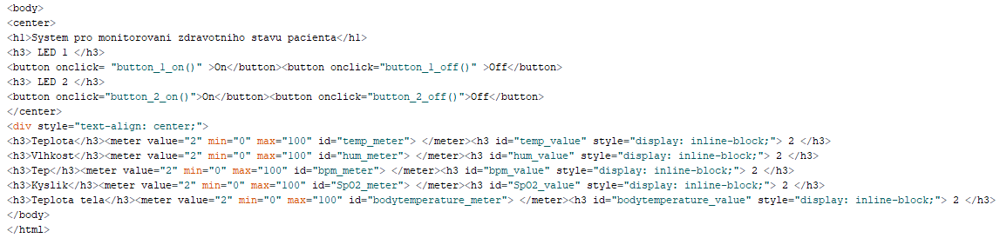 <body>
<center>
<h1>System pro monitorovani zdravotniho stavu pacienta</h1>
<h3> LED 1 </h3>
<button onclick= "button_1_on()" >On</button><button onclick="button_1_off()" >Off</button>
<h3> LED 2 </h3>
<button onclick="button_2_on()">On</button><button onclick="button_2_off()">Off</button>
</center>
<div style="text-align: center;">
<h3>Teplota</h3><meter value="2" min="0" max="100" id="temp_meter"> </meter><h3 id="temp_value" style="display: inline-block;"> 2 </h3>
<h3>Vlhkost</h3><meter value="2" min="0" max="100" id="hum_meter"> </meter><h3 id="hum_value" style="display: inline-block;"> 2 </h3>
<h3>Tep</h3><meter value="2" min="0" max="100" id="bpm_meter"> </meter><h3 id="bpm_value" style="display: inline-block;"> 2 </h3>
<h3>Kyslik</h3><meter value="2" min="0" max="100" id="SpO2_meter"> </meter><h3 id="SpO2_value" style="display: inline-block;"> 2 </h3>
<h3>Teplota tela</h3><meter value="2" min="0" max="100" id="bodytemperature_meter"> </meter><h3 id="bodytemperature_value" style="display: inline-block;"> 2 </h3>
</body>
</html>